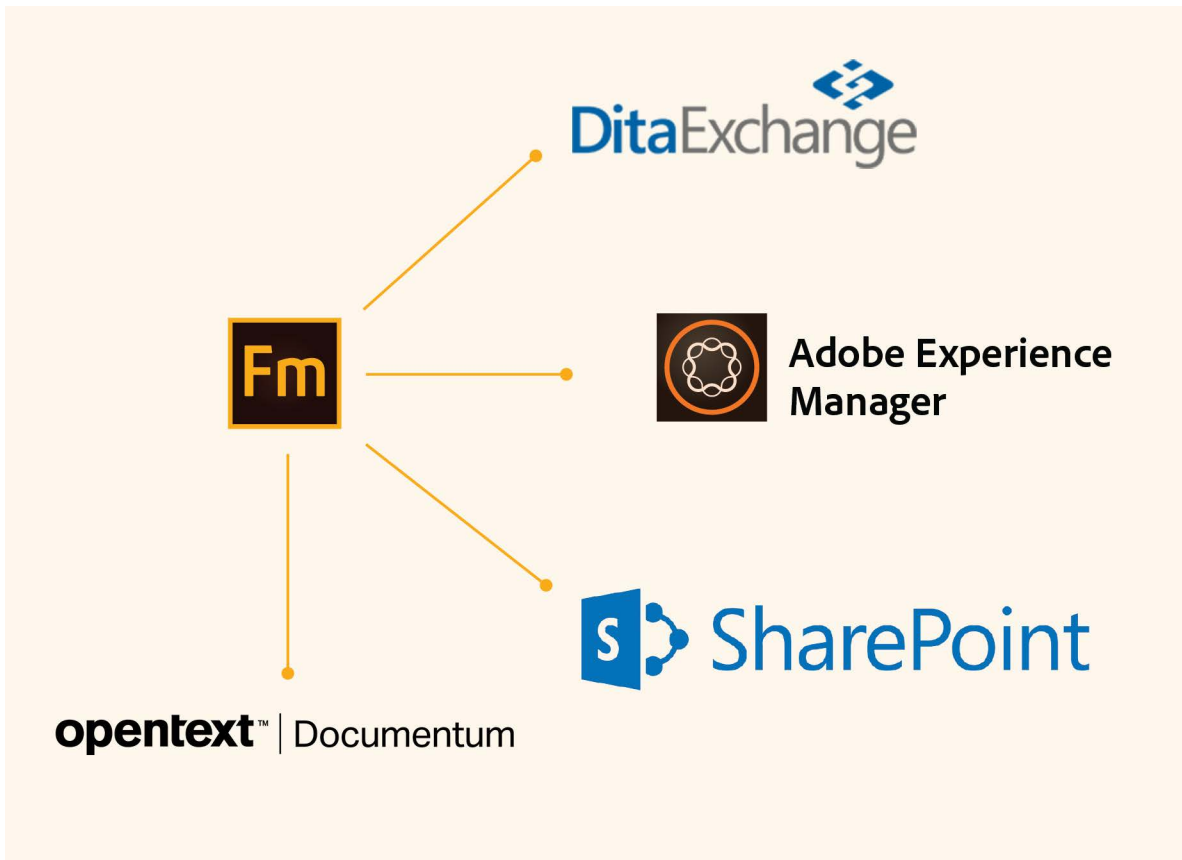 DitaExchange
Fm
Adobe Experience
Manager
S
SharePoint
opentext™ | Documentum